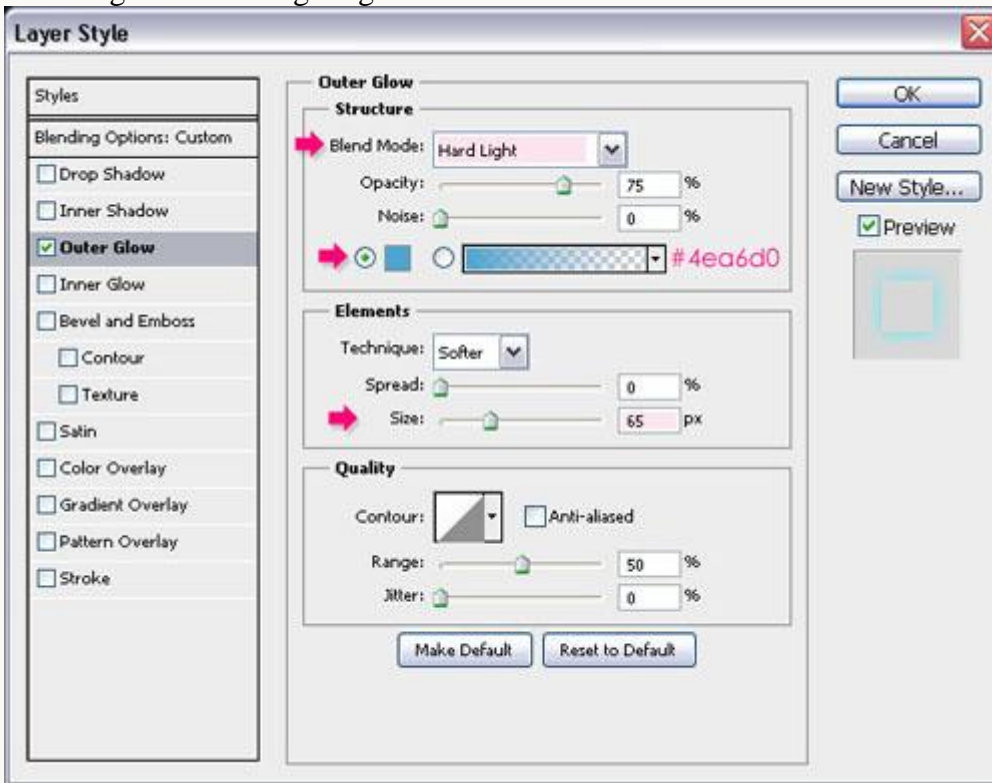 Layer Style
Styles
Blending Options: Custom
Drop Shadow
Inner Shadow
Outer Glow
Inner Glow
Bevel and Emboss
Contour
Texture
Satin
Color Overlay
Gradient Overlay
Pattern Overlay
Stroke
Outer Glow
Structure
Blend Mode: Hard Light
Opacity: 75 %
Noise: 0 %
#4ea6d0
Elements
Technique: Softer
Spread: 0 %
Size: 65 px
Quality
Contour: Anti-aliased
Range: 50 %
Jitter: 0 %
Make Default Reset to Default
OK
Cancel
New Style...
Preview